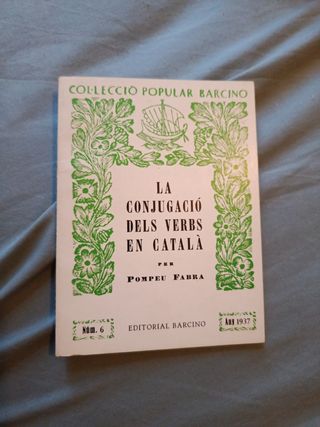 COL·LECCIÓ POPULAR BARCINO
LA
CONJUGACIÓ
DELS VERBS
EN CATALÀ
PER
POMPEU FABRA
Núm. 6
EDITORIAL BARCINO
Any 1937